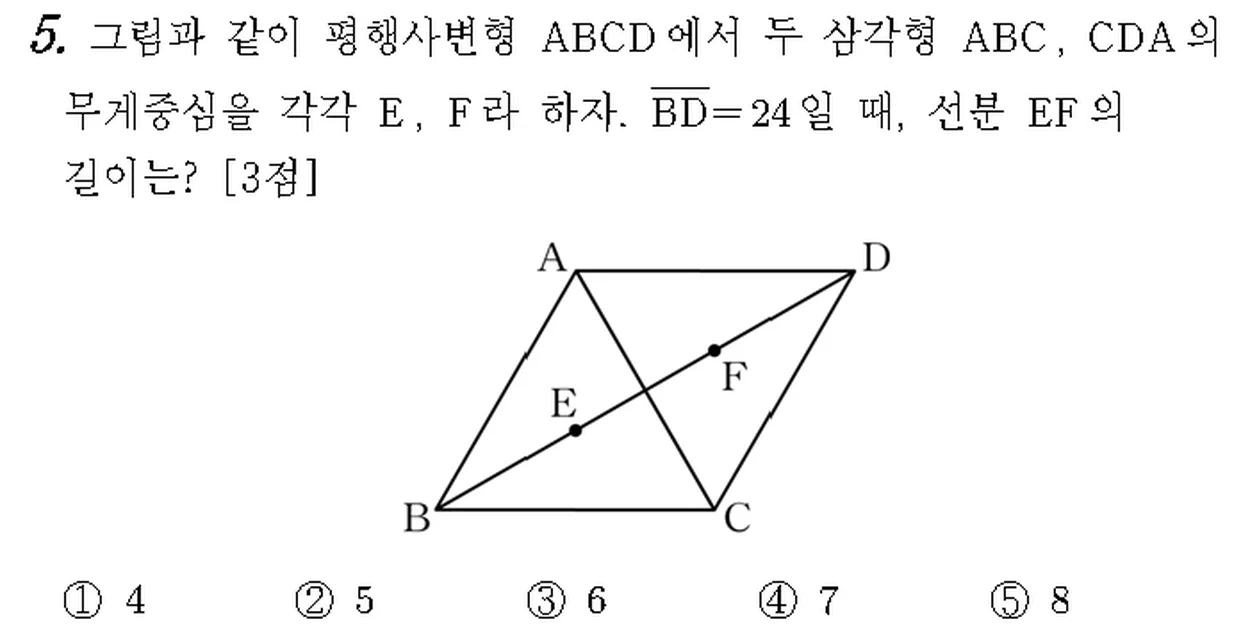 5. 그림과 같이 평행사변형 ABCD에서 두 삼각형 ABC, CDA의
무게중심을 각각 E, F라 하자. \overline{BD}=24일 때, 선분 EF의
길이는? [3점]
A
D
F
E
B
C
① 4 ② 5 ③ 6 ④ 7 ⑤ 8